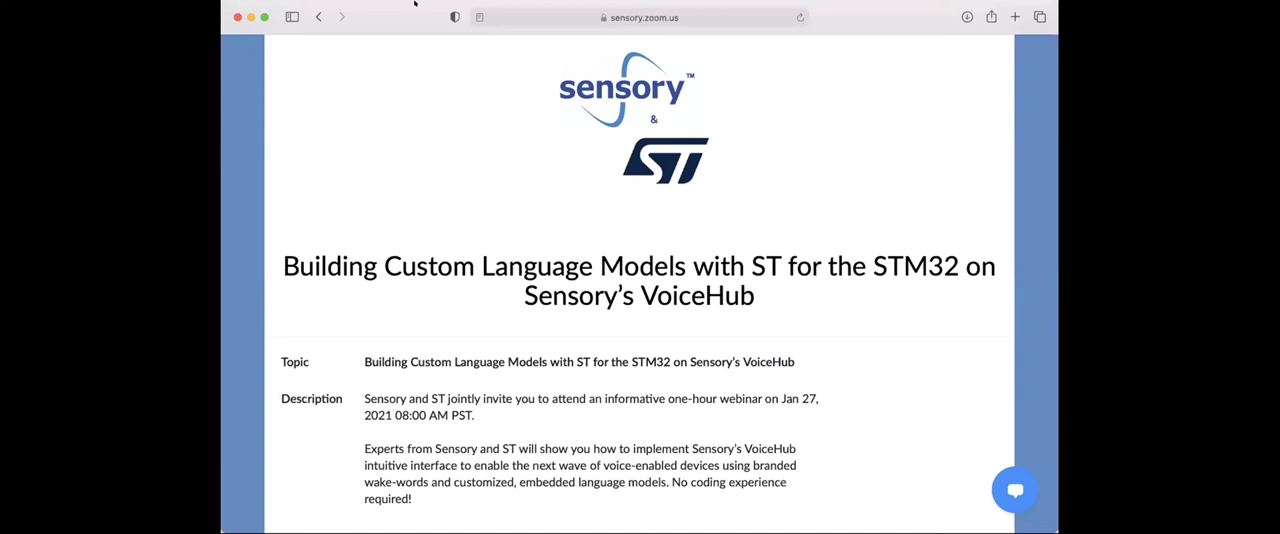 sensory.zoom.us
sensory™
&
ST
Building Custom Language Models with ST for the STM32 on
Sensory's VoiceHub
Topic
Building Custom Language Models with ST for the STM32 on Sensory's VoiceHub
Description
Sensory and ST jointly invite you to attend an informative one-hour webinar on Jan 27,
2021 08:00 AM PST.
Experts from Sensory and ST will show you how to implement Sensory's VoiceHub
intuitive interface to enable the next wave of voice-enabled devices using branded
wake-words and customized, embedded language models. No coding experience
required!